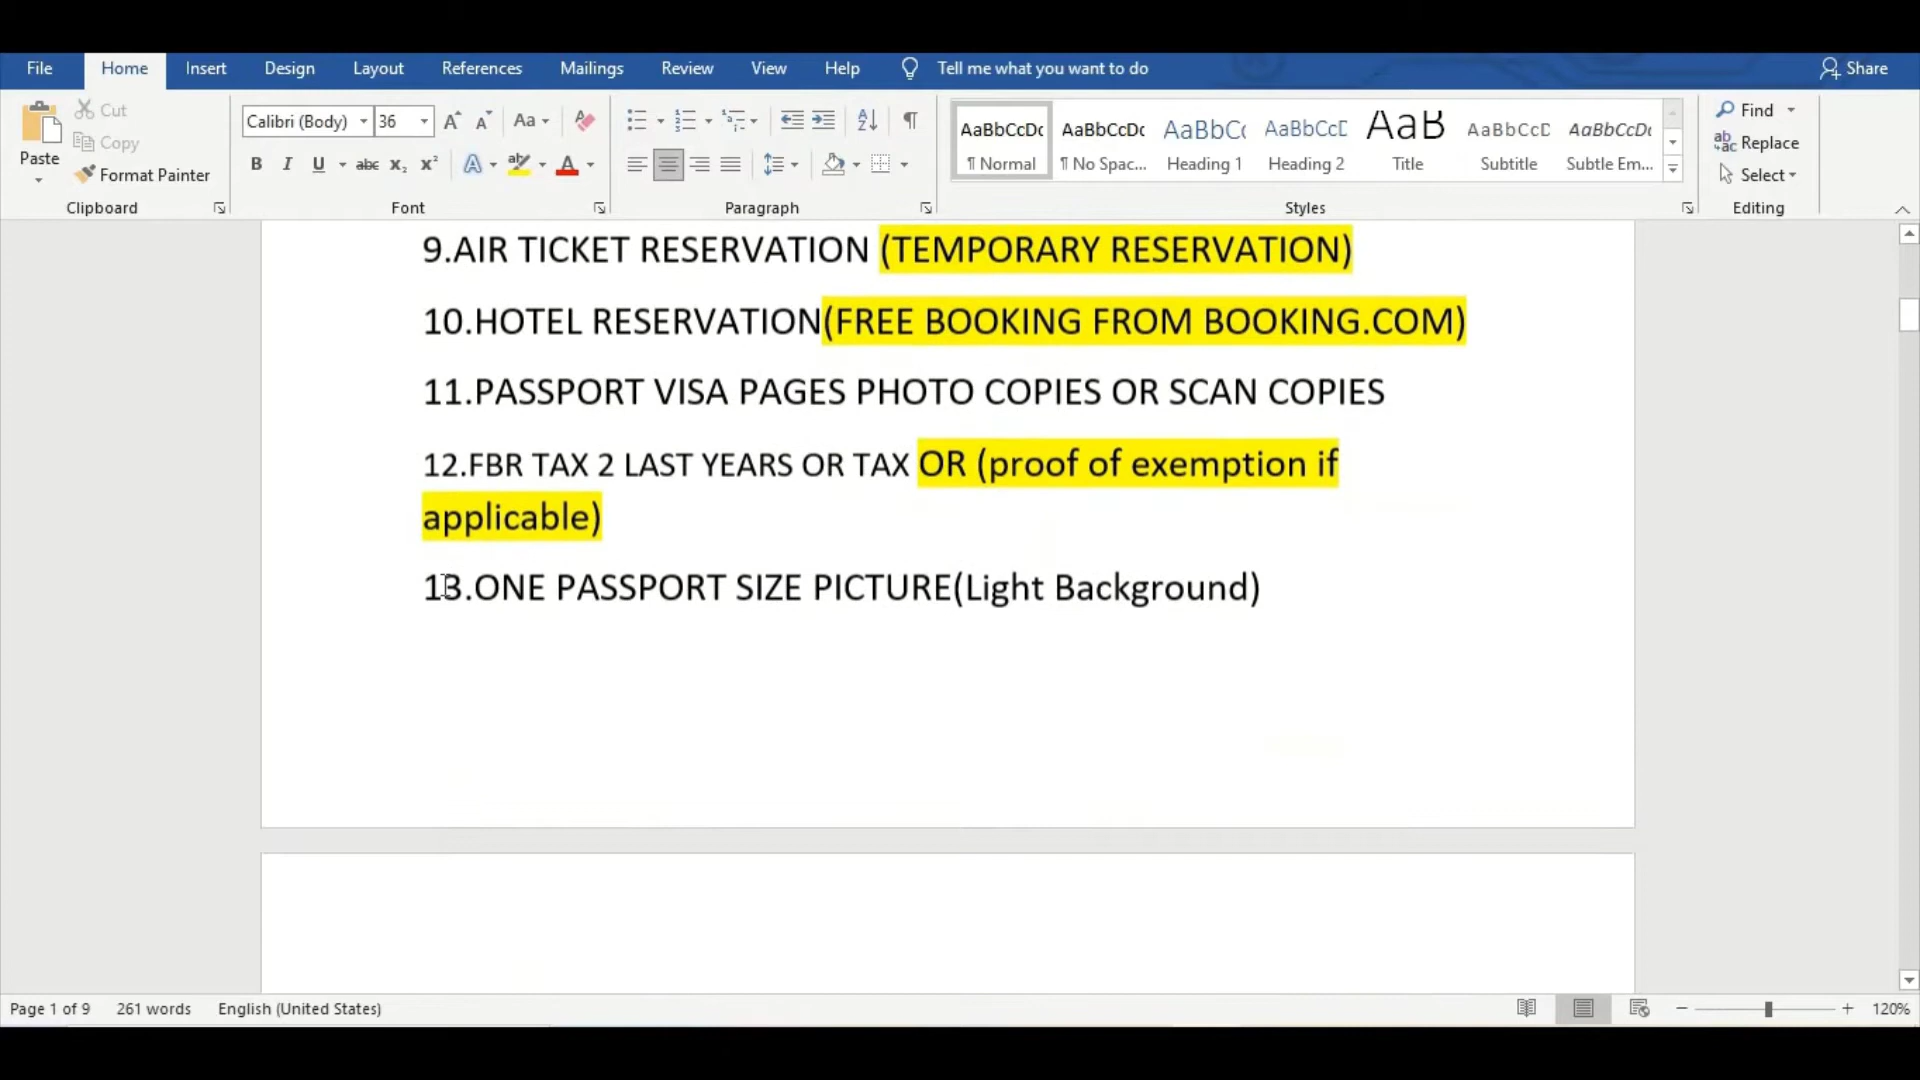 File Home Insert Design Layout References Mailings Review View Help Tell me what you want to do Share
Paste
Cut
Copy
Format Painter
Clipboard
Calibri (Body) 36
Font
Paragraph
AaBbCcDc
¶ Normal
AaBbCcDc
¶ No Spac...
AaBbCc
Heading 1
AaBbCcD
Heading 2
AaB
Title
AaBbCcD
Subtitle
AaBbCcDc
Subtle Em...
Styles
Find
Replace
Select
Editing
9.AIR TICKET RESERVATION (TEMPORARY RESERVATION)
10.HOTEL RESERVATION(FREE BOOKING FROM BOOKING.COM)
11.PASSPORT VISA PAGES PHOTO COPIES OR SCAN COPIES
12.FBR TAX 2 LAST YEARS OR TAX OR (proof of exemption if
applicable)
13.ONE PASSPORT SIZE PICTURE(Light Background)
Page 1 of 9 261 words English (United States) 120%